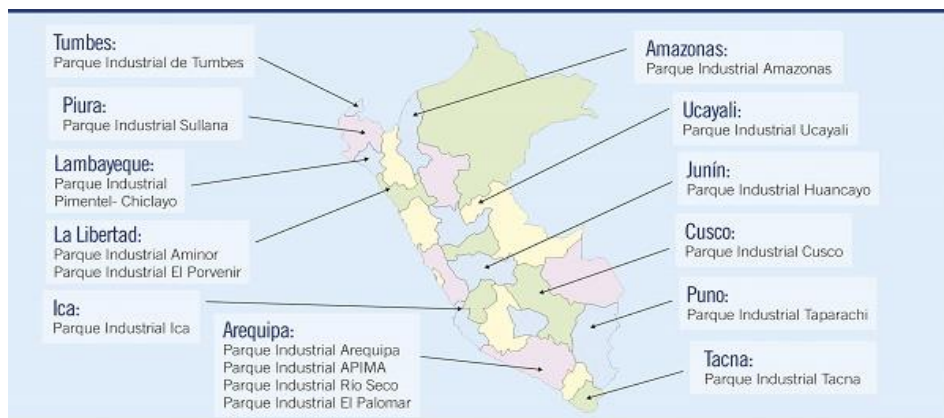 Tumbes:
Parque Industrial de Tumbes
Piura:
Parque Industrial Sullana
Lambayeque:
Parque Industrial
Pimentel- Chiclayo
La Libertad:
Parque Industrial Aminor
Parque Industrial El Porvenir
Ica:
Parque Industrial Ica
Arequipa:
Parque Industrial Arequipa
Parque Industrial APIMA
Parque Industrial Río Seco
Parque Industrial El Palomar
Amazonas:
Parque Industrial Amazonas
Ucayali:
Parque Industrial Ucayali
Junín:
Parque Industrial Huancayo
Cusco:
Parque Industrial Cusco
Puno:
Parque Industrial Taparachi
Tacna:
Parque Industrial Tacna